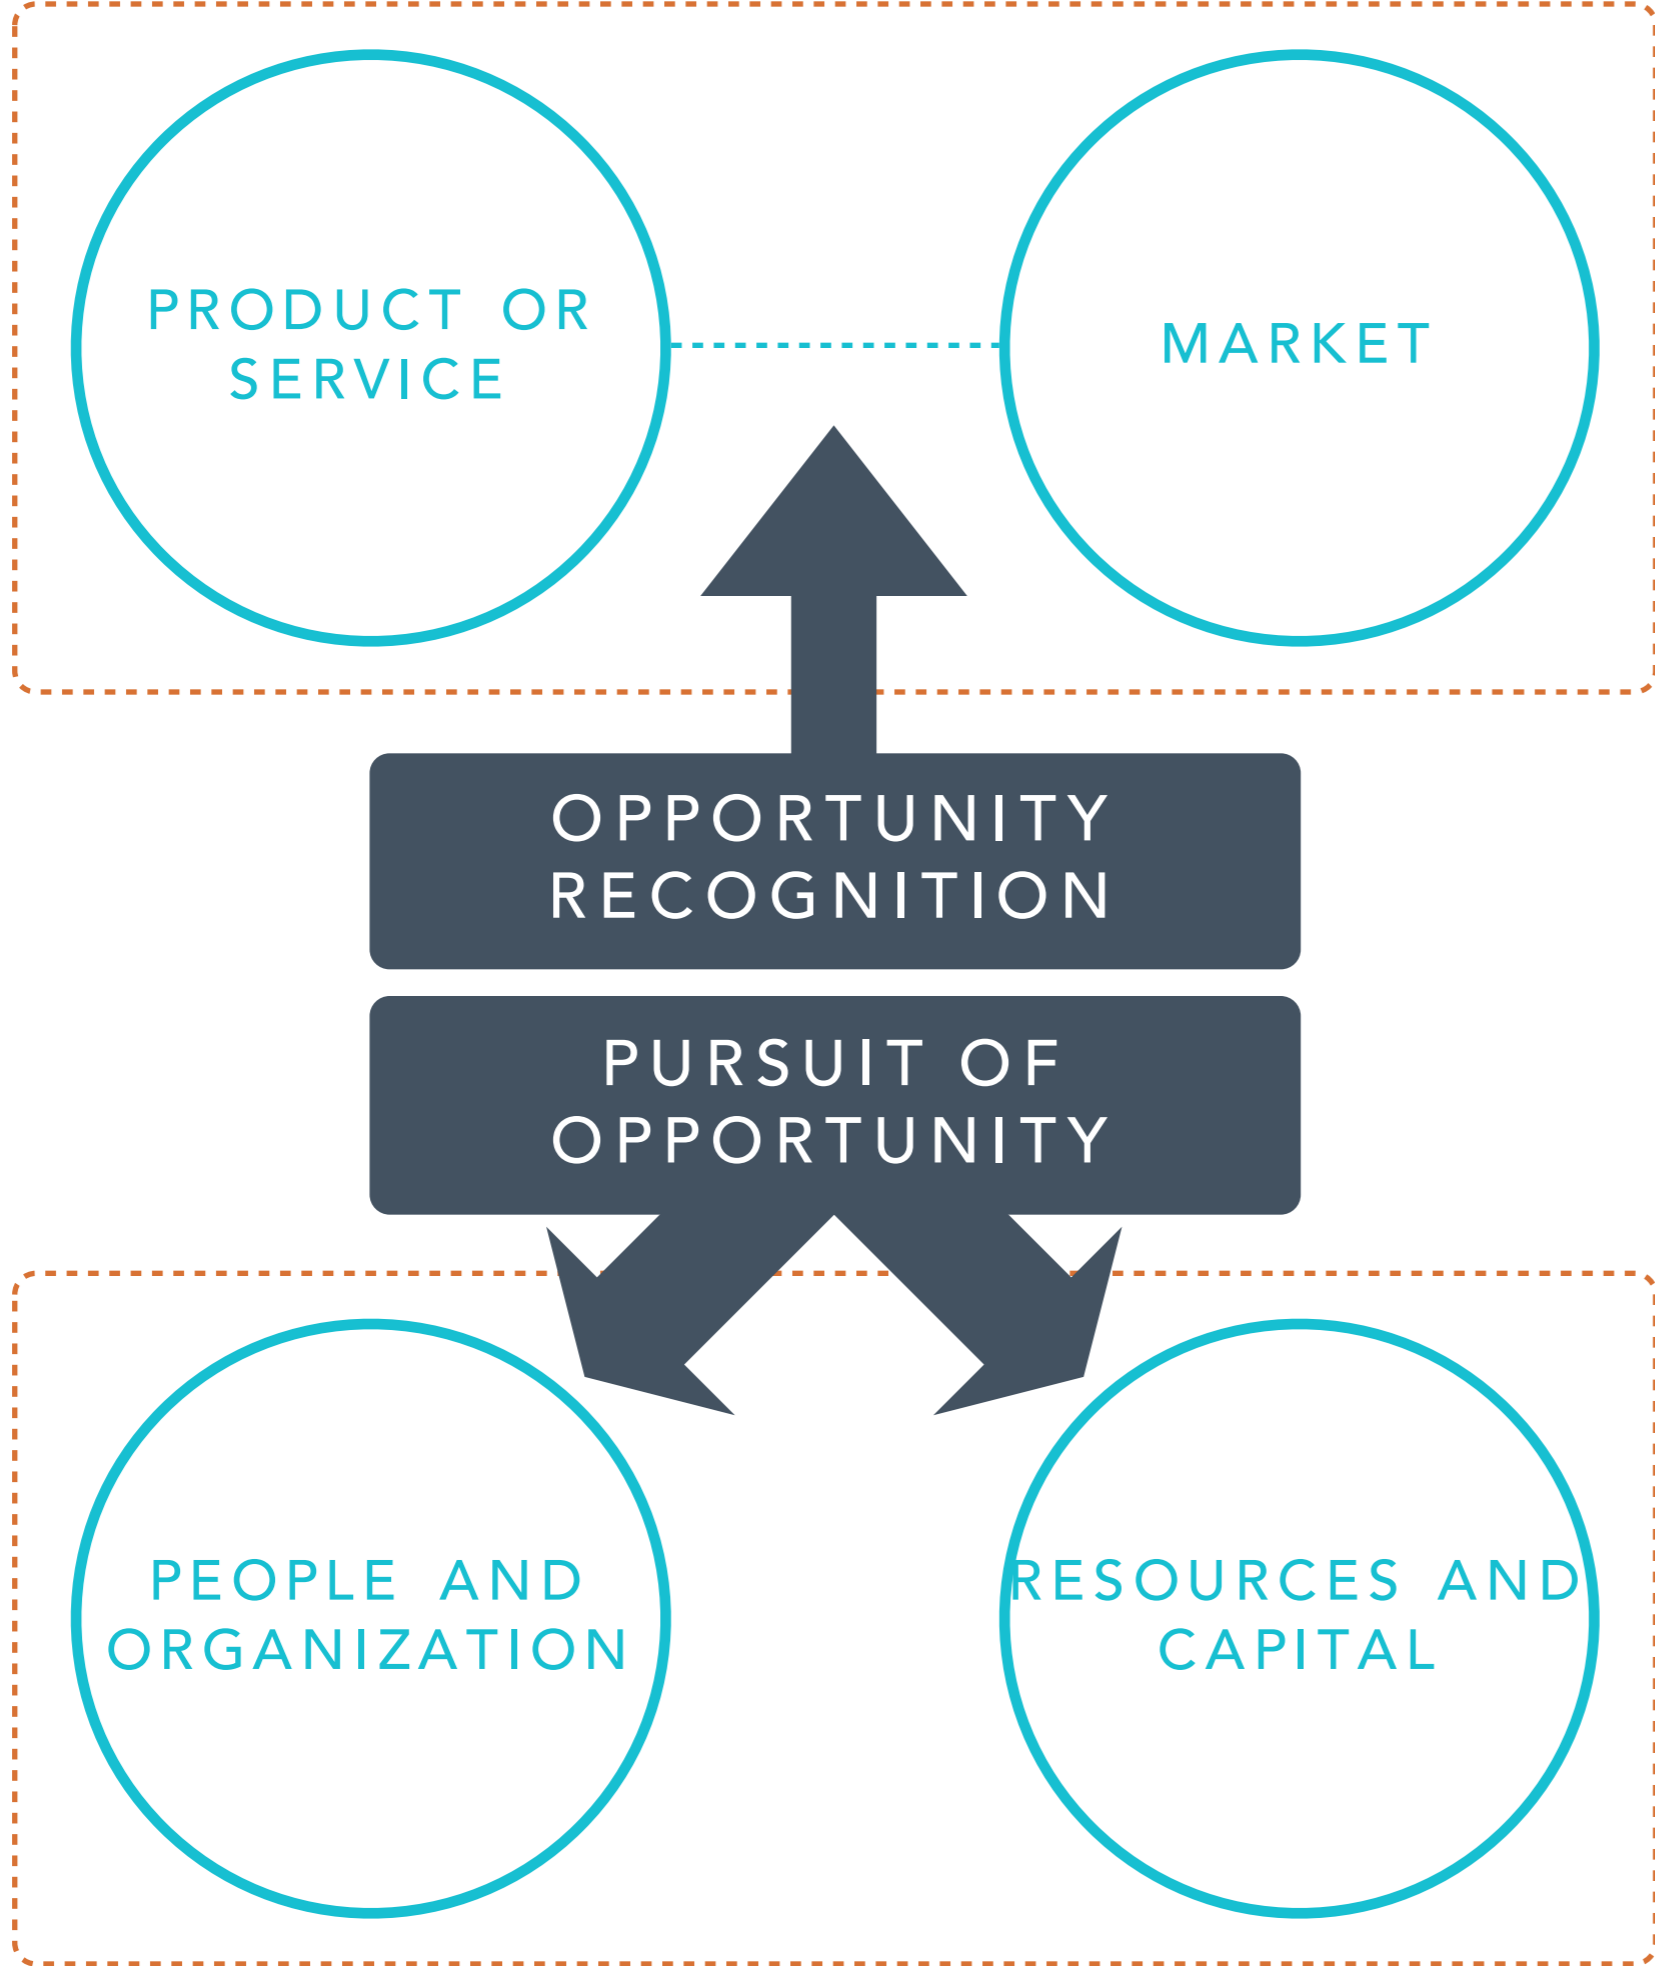 PRODUCT OR
SERVICE
MARKET
OPPORTUNITY
RECOGNITION
PURSUIT OF
OPPORTUNITY
PEOPLE AND
ORGANIZATION
RESOURCES AND
CAPITAL